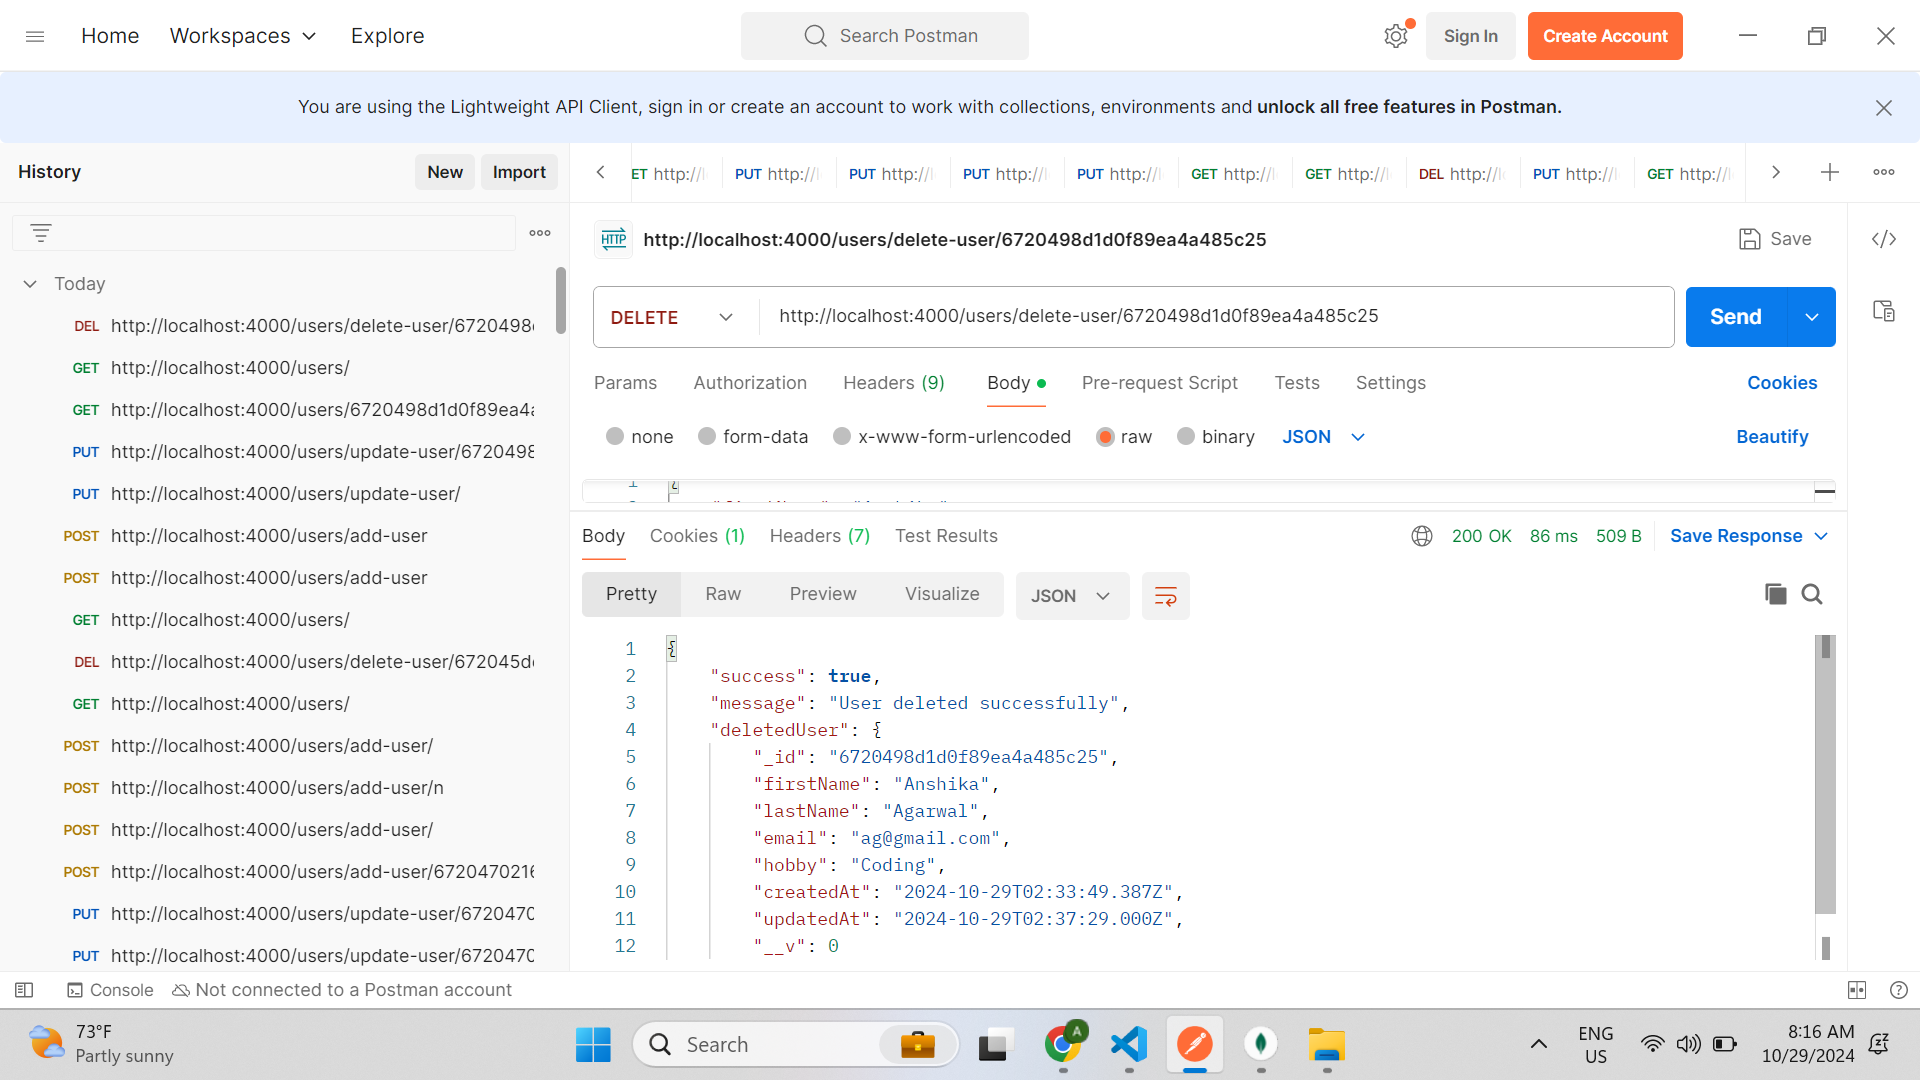 Home Workspaces Explore Search Postman Sign In Create Account
You are using the Lightweight API Client, sign in or create an account to work with collections, environments and unlock all free features in Postman.
History New Import
ET http://l PUT http://l PUT http://l PUT http://l PUT http://l GET http://l GET http://l DEL http://lo PUT http://l GET http://l
Today
DEL http://localhost:4000/users/delete-user/6720498
GET http://localhost:4000/users/
GET http://localhost:4000/users/6720498d1d0f89ea4a
PUT http://localhost:4000/users/update-user/6720498
PUT http://localhost:4000/users/update-user/
POST http://localhost:4000/users/add-user
POST http://localhost:4000/users/add-user
GET http://localhost:4000/users/
DEL http://localhost:4000/users/delete-user/672045d
GET http://localhost:4000/users/
POST http://localhost:4000/users/add-user/
POST http://localhost:4000/users/add-user/n
POST http://localhost:4000/users/add-user/
POST http://localhost:4000/users/add-user/672047021
PUT http://localhost:4000/users/update-user/672047
PUT http://localhost:4000/users/update-user/672047
HTTP http://localhost:4000/users/delete-user/6720498d1d0f89ea4a485c25 Save
DELETE http://localhost:4000/users/delete-user/6720498d1d0f89ea4a485c25 Send
Params Authorization Headers (9) Body Pre-request Script Tests Settings Cookies
none form-data x-www-form-urlencoded raw binary JSON Beautify
1 {
Body Cookies (1) Headers (7) Test Results 200 OK 86 ms 509 B Save Response
Pretty Raw Preview Visualize JSON
1 {
2 "success": true,
3 "message": "User deleted successfully",
4 "deletedUser": {
5 "_id": "6720498d1d0f89ea4a485c25",
6 "firstName": "Anshika",
7 "lastName": "Agarwal",
8 "email": "ag@gmail.com",
9 "hobby": "Coding",
10 "createdAt": "2024-10-29T02:33:49.387Z",
11 "updatedAt": "2024-10-29T02:37:29.000Z",
12 "__v": 0
Console Not connected to a Postman account
73°F
Partly sunny
Search
A
ENG
US
8:16 AM
10/29/2024